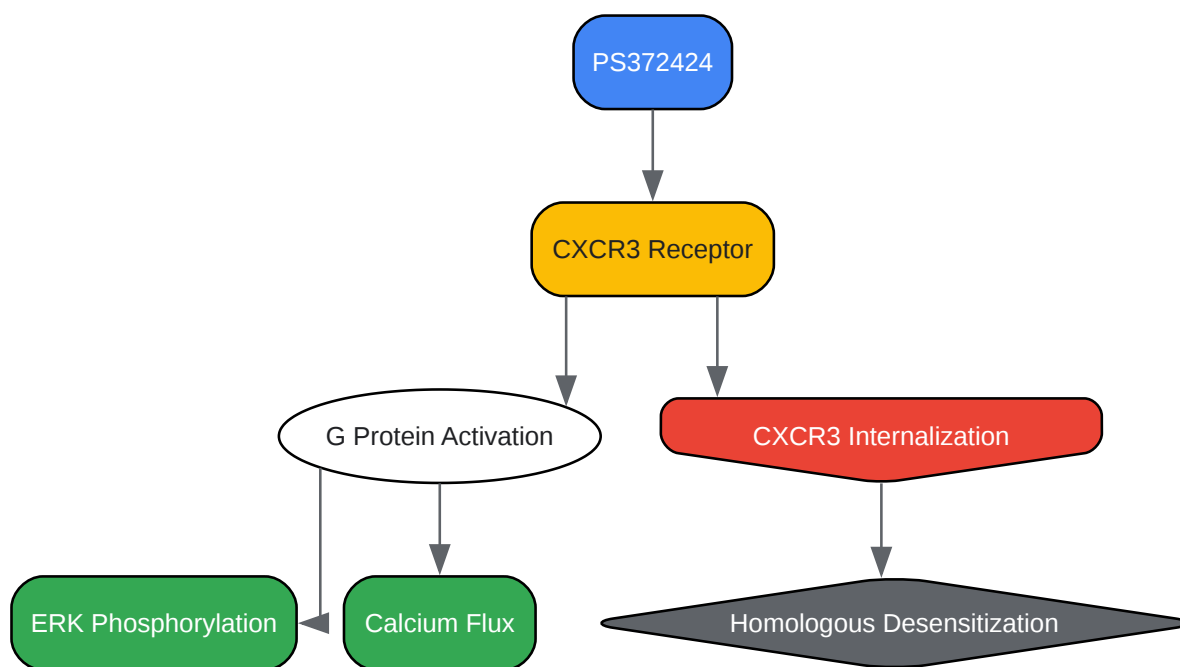 PS372424
CXCR3 Receptor
G Protein Activation
CXCR3 Internalization
ERK Phosphorylation
Calcium Flux
Homologous Desensitization